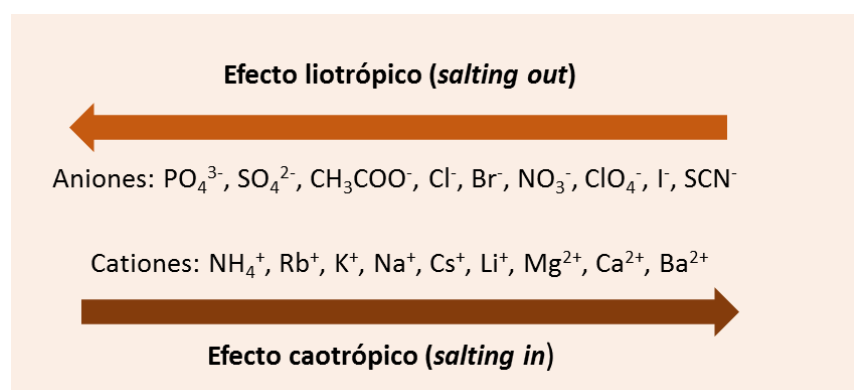 Efecto liotrópico (salting out)
Aniones: PO₄³⁻, SO₄²⁻, CH₃COO⁻, Cl⁻, Br⁻, NO₃⁻, ClO₄⁻, I⁻, SCN⁻
Cationes: NH₄⁺, Rb⁺, K⁺, Na⁺, Cs⁺, Li⁺, Mg²⁺, Ca²⁺, Ba²⁺
Efecto caotrópico (salting in)